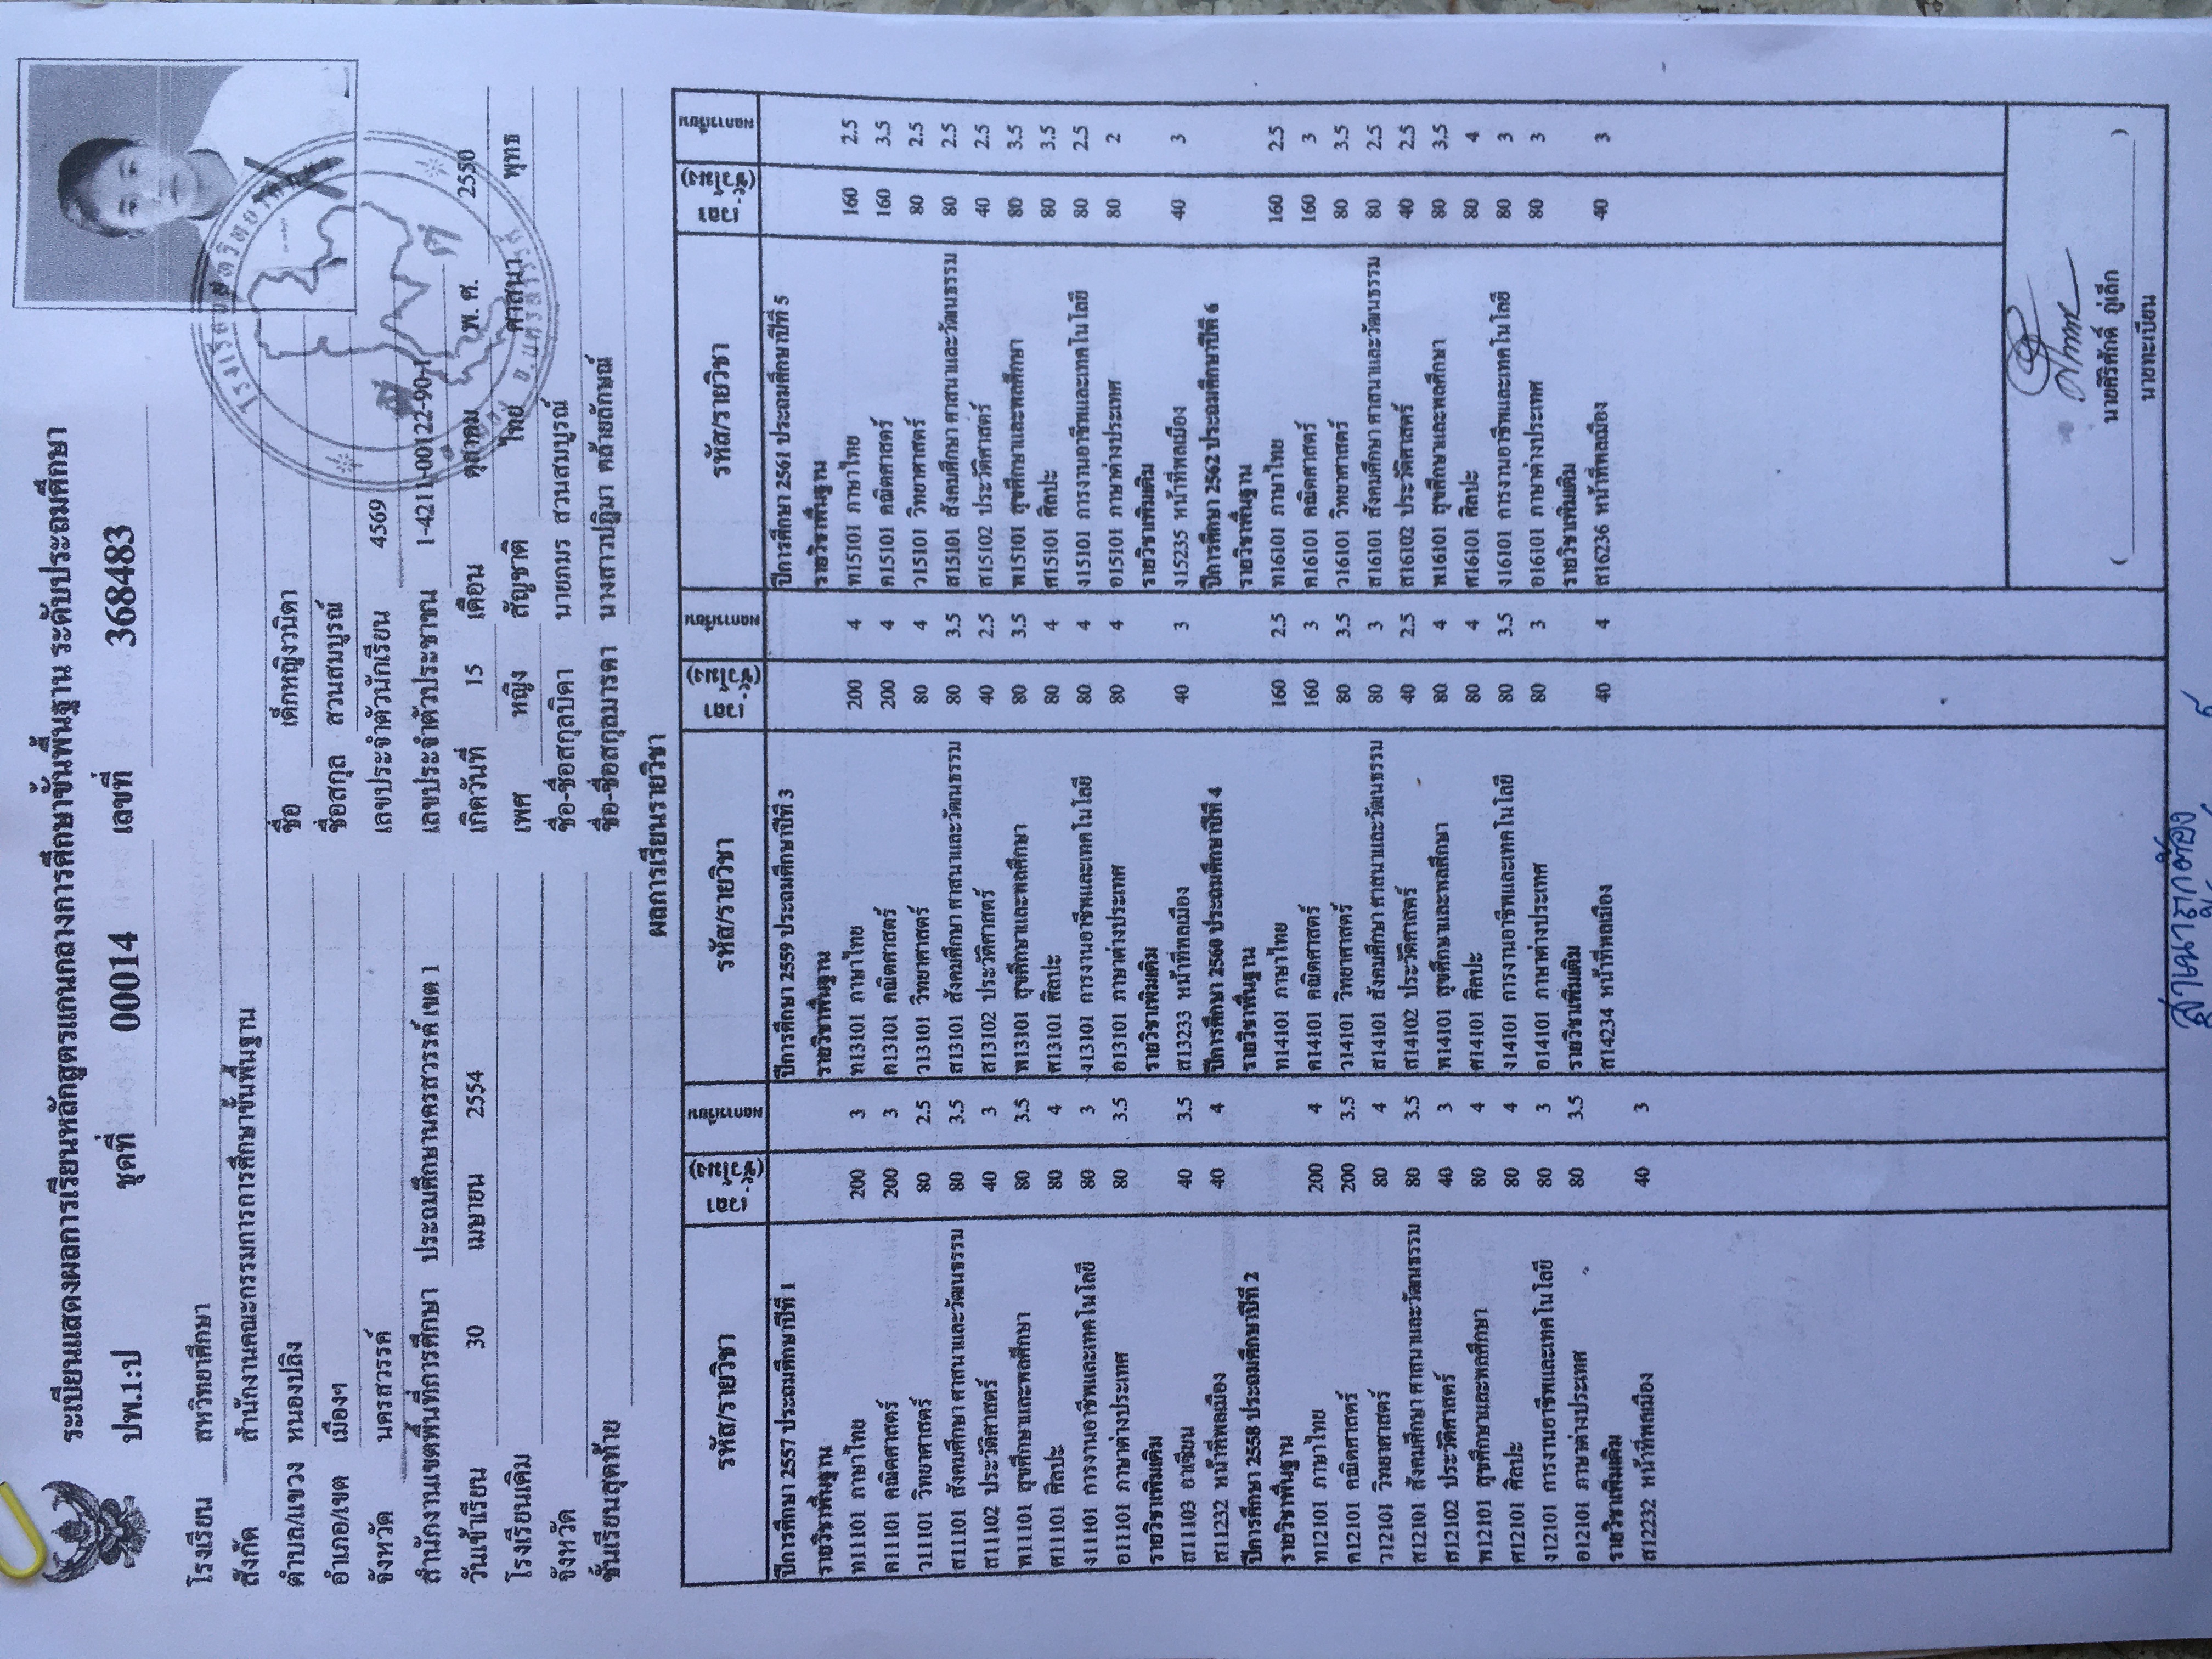 ระเบียนแสดงผลการเรียนหลักสูตรแกนกลางการศึกษาขั้นพื้นฐาน ระดับประถมศึกษา
ปพ.1:ป ชุดที่ 00014 เลขที่ 368483
โรงเรียน สหวิทยาศึกษา
สังกัด สำนักงานคณะกรรมการการศึกษาขั้นพื้นฐาน
ตำบล/แขวง หนองปลิง ชื่อ เด็กหญิงวนิดา
อำเภอ/เขต เมืองฯ ชื่อสกุล สวนสมบูรณ์
จังหวัด นครสวรรค์ เลขประจำตัวนักเรียน 4569
สำนักงานเขตพื้นที่การศึกษา ประถมศึกษานครสวรรค์ เขต 1 เลขประจำตัวประชาชน 1-4211-00122-90-1
วันเข้าเรียน 30 เมษายน 2554 เกิดวันที่ 15 เดือน ตุลาคม พ.ศ. 2550
โรงเรียนเดิม เพศ หญิง สัญชาติ ไทย ศาสนา พุทธ
จังหวัด ชื่อ-ชื่อสกุลบิดา นายภมร สวนสมบูรณ์
ชั้นเรียนสุดท้าย ชื่อ-ชื่อสกุลมารดา นางสาวปฏิมา คล้ายลักษณ์
ผลการเรียนรายวิชา
รหัส/รายวิชา เวลา (ชั่วโมง) ผลการเรียน รหัส/รายวิชา เวลา (ชั่วโมง) ผลการเรียน รหัส/รายวิชา เวลา (ชั่วโมง) ผลการเรียน
ปีการศึกษา 2557 ประถมศึกษาปีที่ 1
รายวิชาพื้นฐาน
ท11101 ภาษาไทย 200 3
ค11101 คณิตศาสตร์ 200 3
ว11101 วิทยาศาสตร์ 80 2.5
ส11101 สังคมศึกษา ศาสนาและวัฒนธรรม 80 3.5
ส11102 ประวัติศาสตร์ 40 3
พ11101 สุขศึกษาและพลศึกษา 80 3.5
ศ11101 ศิลปะ 80 4
ง11101 การงานอาชีพและเทคโนโลยี 80 3
อ11101 ภาษาต่างประเทศ 80 3.5
รายวิชาเพิ่มเติม
ส11103 อาเซียน 40 3.5
ส11232 หน้าที่พลเมือง 40 4
ปีการศึกษา 2558 ประถมศึกษาปีที่ 2
รายวิชาพื้นฐาน
ท12101 ภาษาไทย 200 4
ค12101 คณิตศาสตร์ 200 3.5
ว12101 วิทยาศาสตร์ 80 4
ส12101 สังคมศึกษา ศาสนาและวัฒนธรรม 80 3.5
ส12102 ประวัติศาสตร์ 40 3
พ12101 สุขศึกษาและพลศึกษา 80 4
ศ12101 ศิลปะ 80 4
ง12101 การงานอาชีพและเทคโนโลยี 80 3
อ12101 ภาษาต่างประเทศ 80 3.5
รายวิชาเพิ่มเติม
ส12232 หน้าที่พลเมือง 40 3
ปีการศึกษา 2559 ประถมศึกษาปีที่ 3
รายวิชาพื้นฐาน
ท13101 ภาษาไทย 200 4
ค13101 คณิตศาสตร์ 200 4
ว13101 วิทยาศาสตร์ 80 4
ส13101 สังคมศึกษา ศาสนาและวัฒนธรรม 80 3.5
ส13102 ประวัติศาสตร์ 40 2.5
พ13101 สุขศึกษาและพลศึกษา 80 3.5
ศ13101 ศิลปะ 80 4
ง13101 การงานอาชีพและเทคโนโลยี 80 4
อ13101 ภาษาต่างประเทศ 80 4
รายวิชาเพิ่มเติม
ส13233 หน้าที่พลเมือง 40 3
ปีการศึกษา 2560 ประถมศึกษาปีที่ 4
รายวิชาพื้นฐาน
ท14101 ภาษาไทย 160 2.5
ค14101 คณิตศาสตร์ 160 3
ว14101 วิทยาศาสตร์ 80 3.5
ส14101 สังคมศึกษา ศาสนาและวัฒนธรรม 80 3
ส14102 ประวัติศาสตร์ 40 2.5
พ14101 สุขศึกษาและพลศึกษา 80 4
ศ14101 ศิลปะ 80 4
ง14101 การงานอาชีพและเทคโนโลยี 80 3.5
อ14101 ภาษาต่างประเทศ 80 3
รายวิชาเพิ่มเติม
ส14234 หน้าที่พลเมือง 40 4
ปีการศึกษา 2561 ประถมศึกษาปีที่ 5
รายวิชาพื้นฐาน
ท15101 ภาษาไทย 160 2.5
ค15101 คณิตศาสตร์ 160 3.5
ว15101 วิทยาศาสตร์ 80 2.5
ส15101 สังคมศึกษา ศาสนาและวัฒนธรรม 80 2.5
ส15102 ประวัติศาสตร์ 40 2.5
พ15101 สุขศึกษาและพลศึกษา 80 3.5
ศ15101 ศิลปะ 80 3.5
ง15101 การงานอาชีพและเทคโนโลยี 80 2.5
อ15101 ภาษาต่างประเทศ 80 2
รายวิชาเพิ่มเติม
ง15235 หน้าที่พลเมือง 40 3
ปีการศึกษา 2562 ประถมศึกษาปีที่ 6
รายวิชาพื้นฐาน
ท16101 ภาษาไทย 160 2.5
ค16101 คณิตศาสตร์ 160 3
ว16101 วิทยาศาสตร์ 80 3.5
ส16101 สังคมศึกษา ศาสนาและวัฒนธรรม 80 2.5
ส16102 ประวัติศาสตร์ 40 2.5
พ16101 สุขศึกษาและพลศึกษา 80 3.5
ศ16101 ศิลปะ 80 4
ง16101 การงานอาชีพและเทคโนโลยี 80 3
อ16101 ภาษาต่างประเทศ 80 3
รายวิชาเพิ่มเติม
ส16236 หน้าที่พลเมือง 40 3
( นายศิริศักดิ์ ภู่เล็ก )
นายทะเบียน
สำเนาถูกต้อง